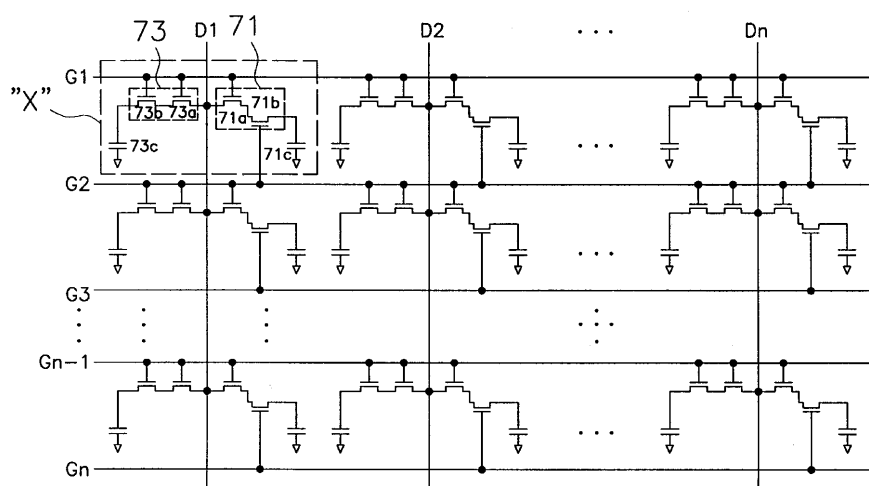 73 D1 71 D2 ... Dn
G1
"X"
73b 73a 71a 71b
73c 71c ...
G2
...
G3
...
Gn-1
...
Gn